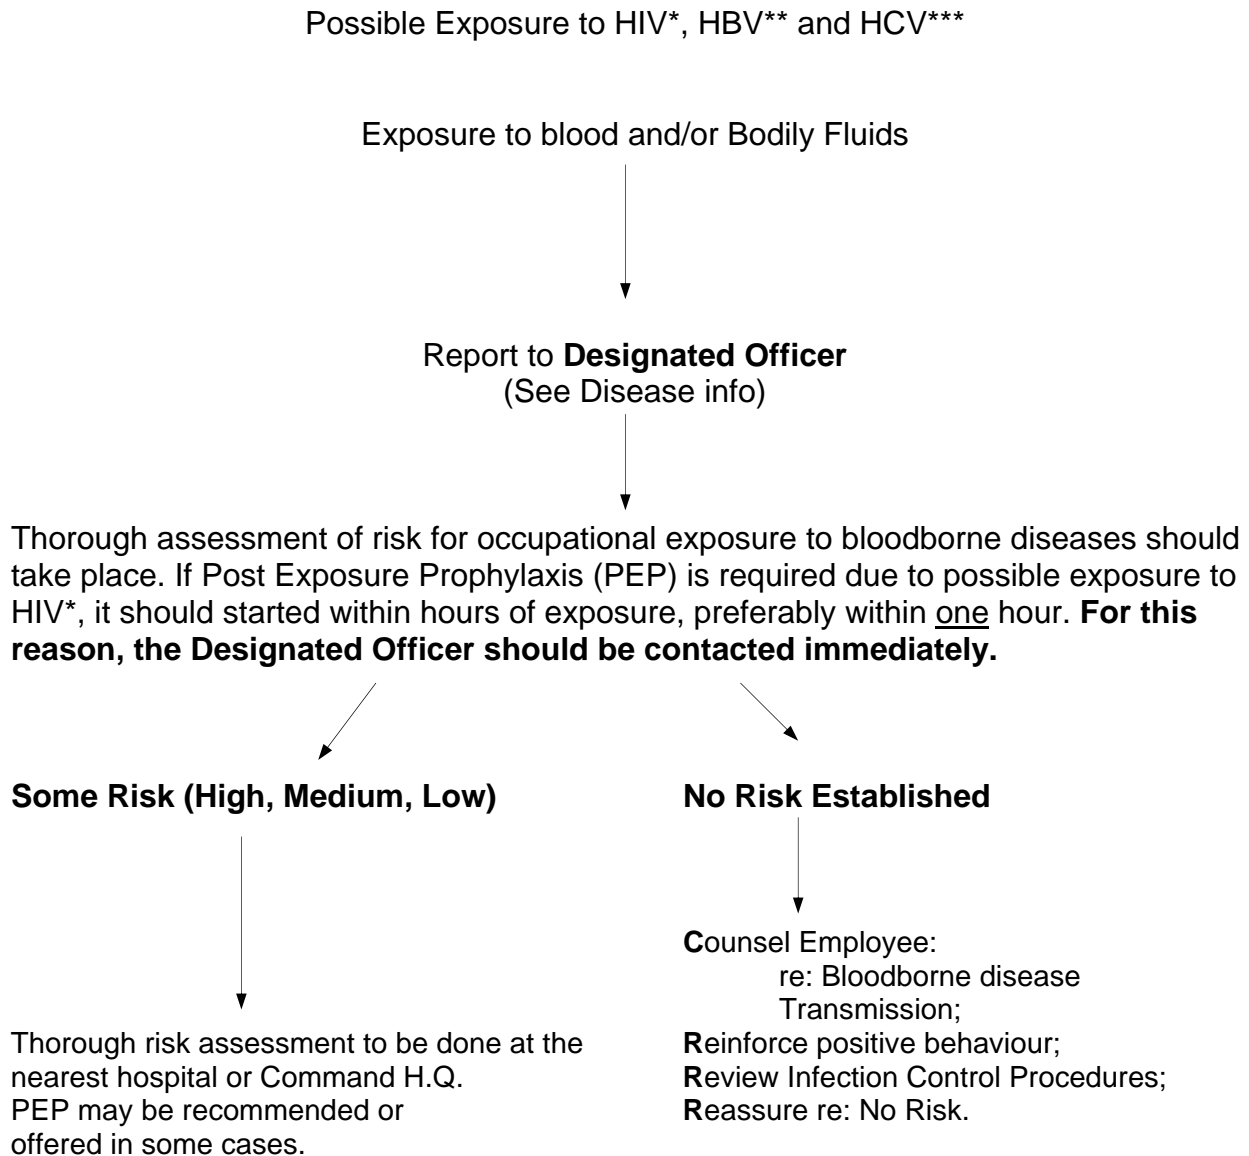 Possible Exposure to HIV*, HBV** and HCV***
Exposure to blood and/or Bodily Fluids
Report to Designated Officer
(See Disease info)
Thorough assessment of risk for occupational exposure to bloodborne diseases should
take place. If Post Exposure Prophylaxis (PEP) is required due to possible exposure to
HIV*, it should started within hours of exposure, preferably within one hour. For this
reason, the Designated Officer should be contacted immediately.
Some Risk (High, Medium, Low)
Thorough risk assessment to be done at the
nearest hospital or Command H.Q.
PEP may be recommended or
offered in some cases.
No Risk Established
Counsel Employee:
re: Bloodborne disease
Transmission;
Reinforce positive behaviour;
Review Infection Control Procedures;
Reassure re: No Risk.